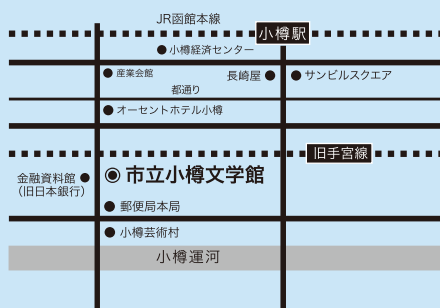 JR函館本線
小樽駅
小樽経済センター
産業会館
長崎屋
サンビルスクエア
都通り
オーセントホテル小樽
旧手宮線
金融資料館
（旧日本銀行）
市立小樽文学館
郵便局本局
小樽芸術村
小樽運河